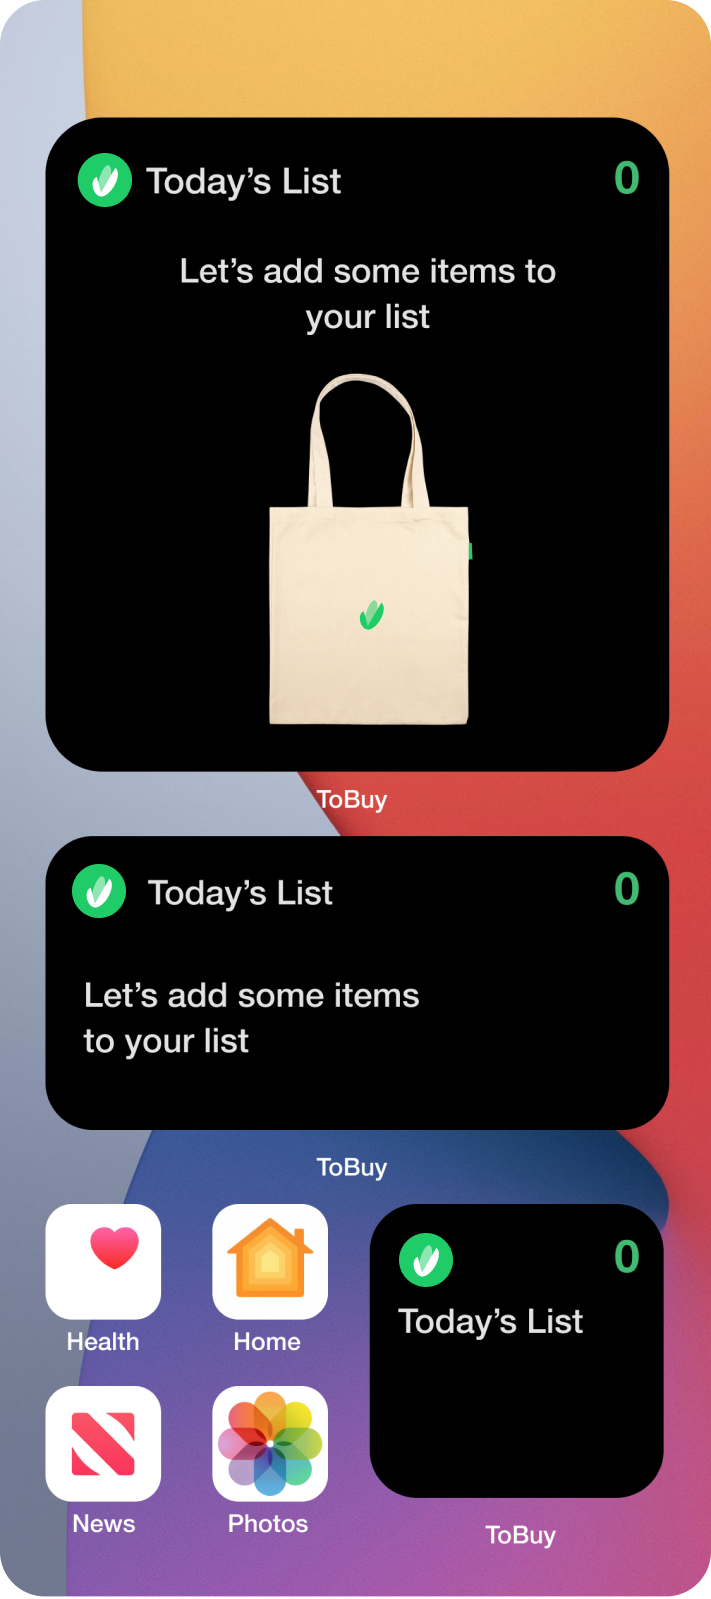 Today’s List 0
Let’s add some items to
your list
ToBuy
Today’s List 0
Let’s add some items
to your list
ToBuy
0
Today’s List
Health Home
News Photos
ToBuy